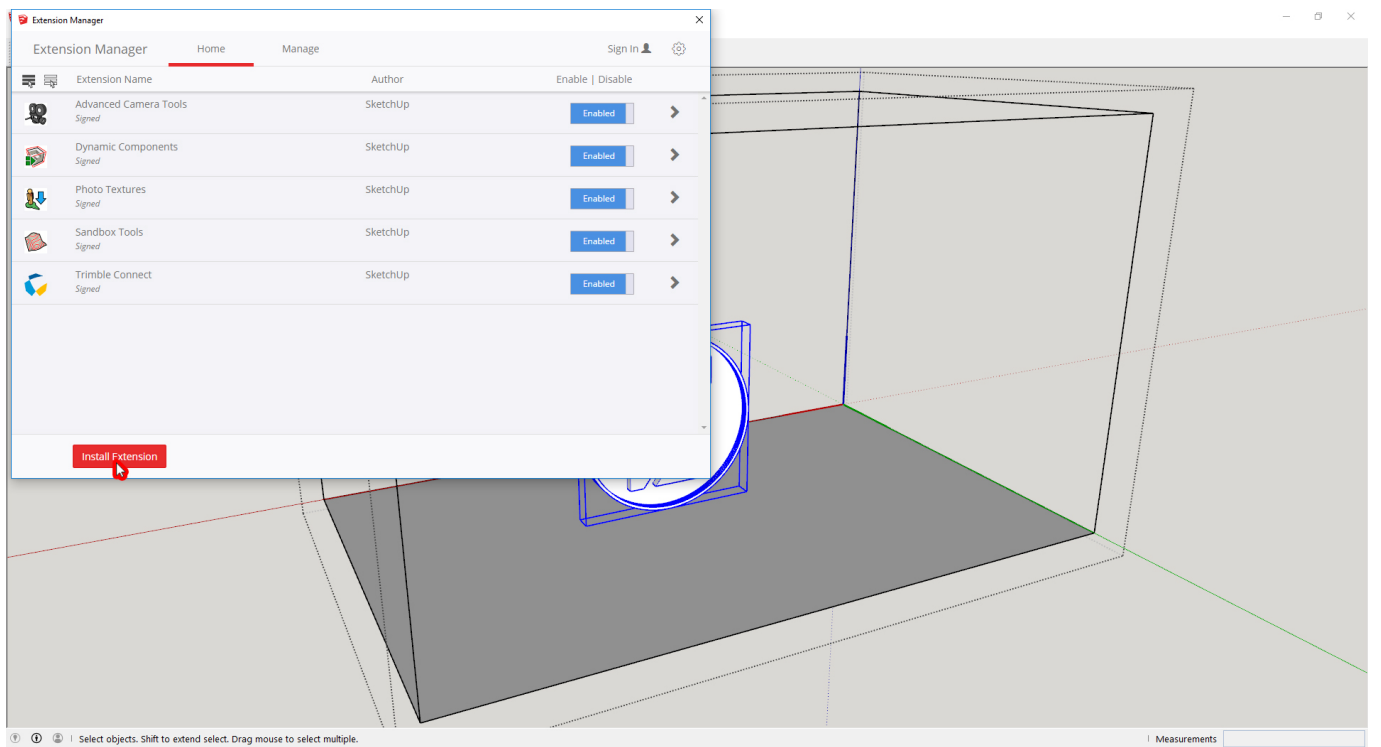 Extension Manager
Extension Manager Home Manage Sign In
Extension Name Author Enable | Disable
Advanced Camera Tools SketchUp
Signed
Enabled
Dynamic Components SketchUp
Signed
Enabled
Photo Textures SketchUp
Signed
Enabled
Sandbox Tools SketchUp
Signed
Enabled
Trimble Connect SketchUp
Signed
Enabled
Install Extension
Select objects. Shift to extend select. Drag mouse to select multiple. Measurements